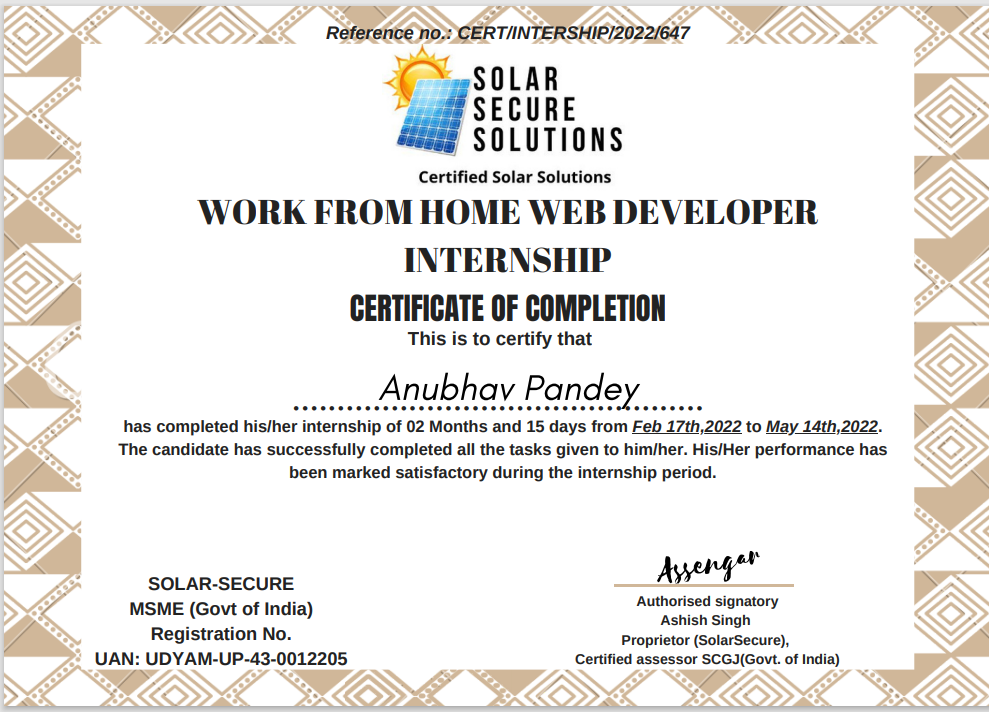 Reference no.: CERT/INTERSHIP/2022/647
SOLAR
SECURE
SOLUTIONS
Certified Solar Solutions
WORK FROM HOME WEB DEVELOPER
INTERNSHIP
CERTIFICATE OF COMPLETION
This is to certify that
Anubhav Pandey
has completed his/her internship of 02 Months and 15 days from Feb 17th,2022 to May 14th,2022.
The candidate has successfully completed all the tasks given to him/her. His/Her performance has
been marked satisfactory during the internship period.
SOLAR-SECURE
MSME (Govt of India)
Registration No.
UAN: UDYAM-UP-43-0012205
Assengar
Authorised signatory
Ashish Singh
Proprietor (SolarSecure),
Certified assessor SCGJ(Govt. of India)